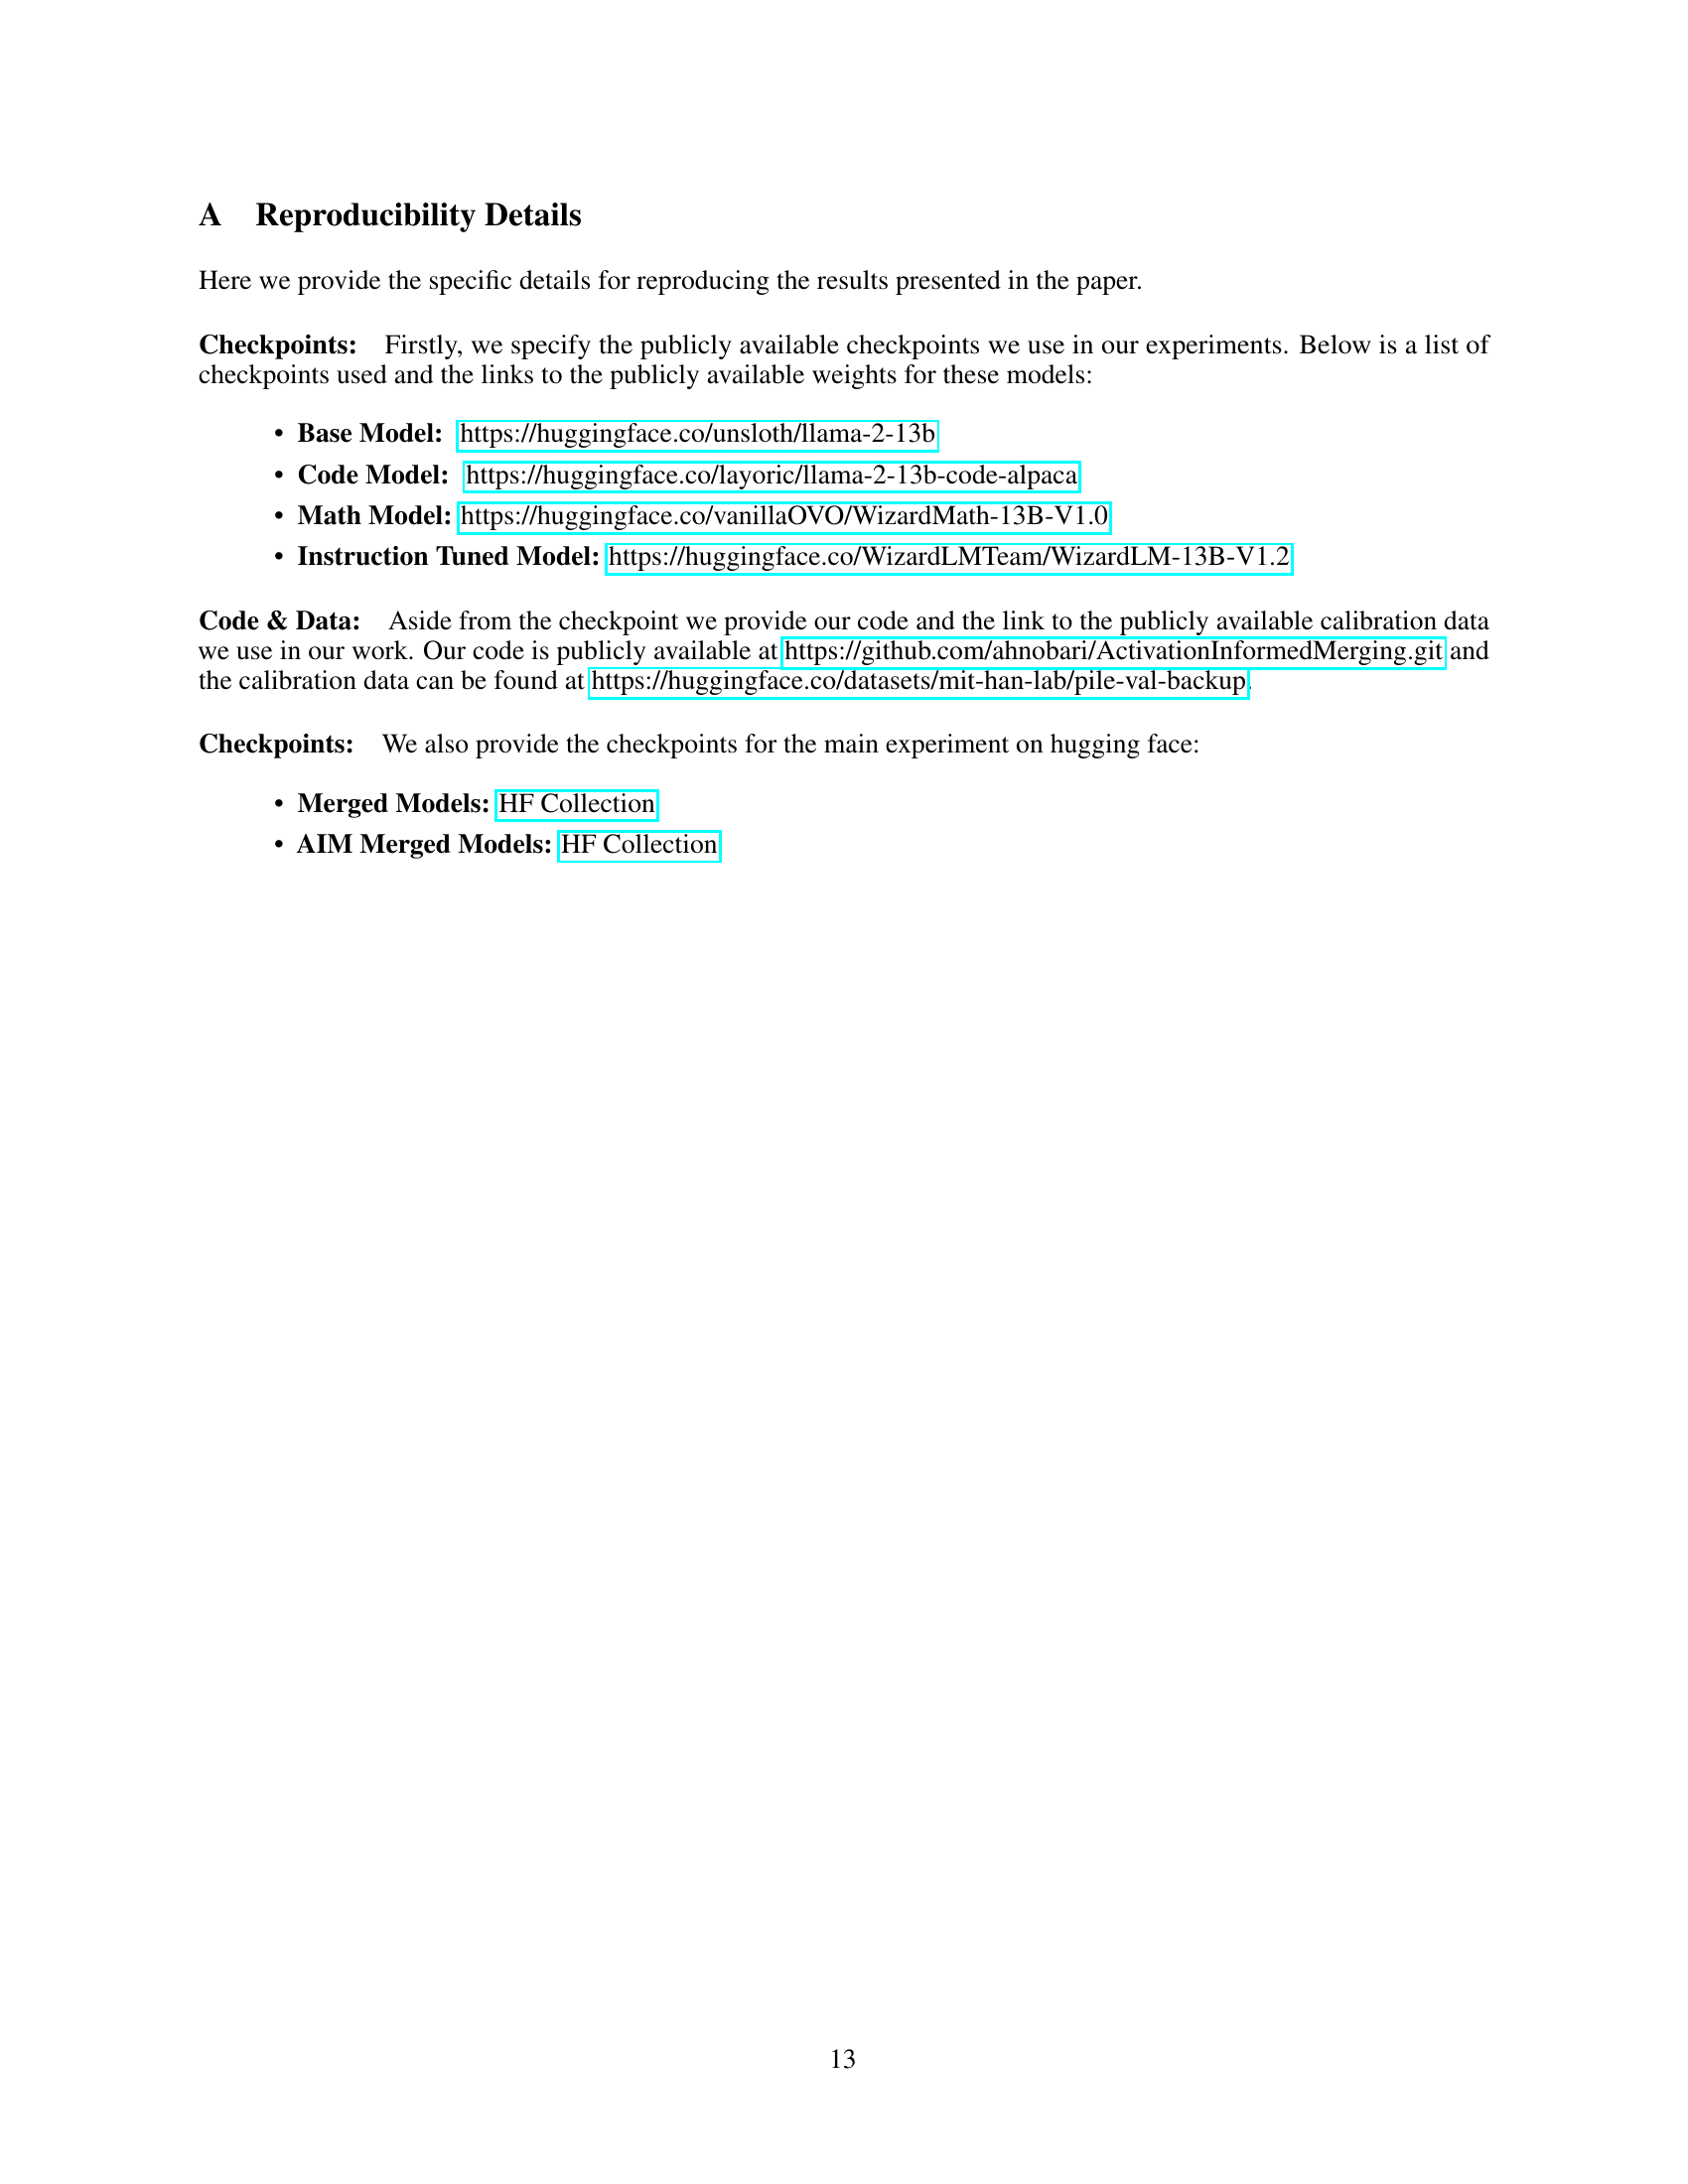 A Reproducibility Details
Here we provide the specific details for reproducing the results presented in the paper.
Checkpoints: Firstly, we specify the publicly available checkpoints we use in our experiments. Below is a list of
checkpoints used and the links to the publicly available weights for these models:
• Base Model: https://huggingface.co/unsloth/llama-2-13b
• Code Model: https://huggingface.co/layoric/llama-2-13b-code-alpaca
• Math Model: https://huggingface.co/vanillaOVO/WizardMath-13B-V1.0
• Instruction Tuned Model: https://huggingface.co/WizardLMTeam/WizardLM-13B-V1.2
Code & Data: Aside from the checkpoint we provide our code and the link to the publicly available calibration data
we use in our work. Our code is publicly available at https://github.com/ahnobari/ActivationInformedMerging.git and
the calibration data can be found at https://huggingface.co/datasets/mit-han-lab/pile-val-backup.
Checkpoints: We also provide the checkpoints for the main experiment on hugging face:
• Merged Models: HF Collection
• AIM Merged Models: HF Collection
13